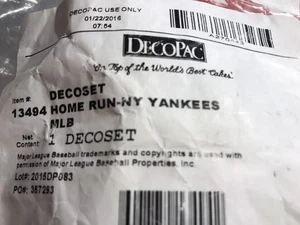 DECOPAC USE ONLY
01/22/2016
07:54
DECOPAC
"On Top of the World's Best Cakes"
Item #: DECOSET
13494 HOME RUN-NY YANKEES
MLB
Net
Content: 1 DECOSET
Major League Baseball trademarks and copyrights are used with
permission of Major League Baseball Properties, Inc.
Lot#: 2015DP083
PO#: 357293